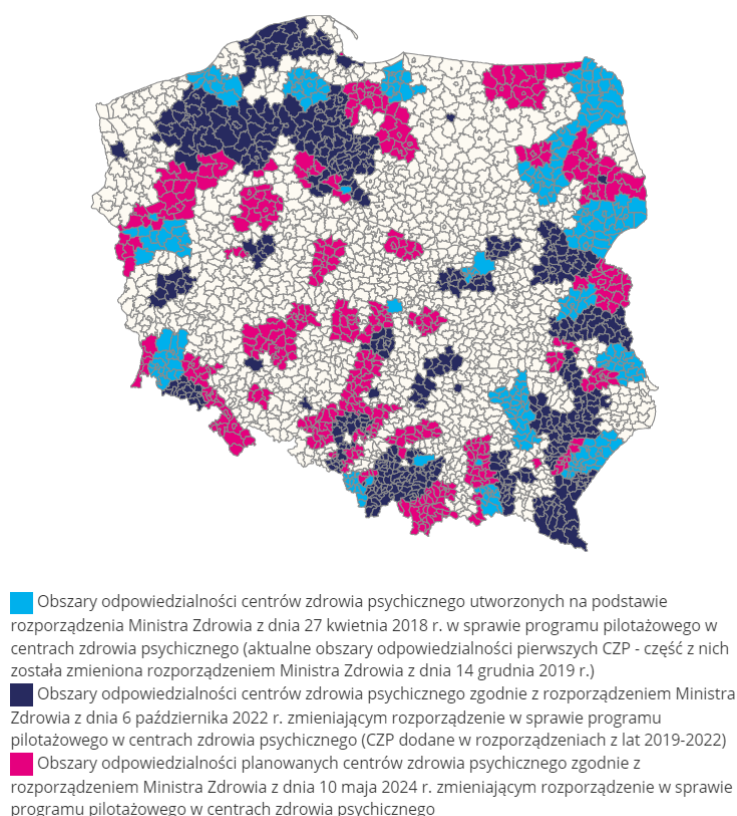 Obszary odpowiedzialności centrów zdrowia psychicznego utworzonych na podstawie
rozporządzenia Ministra Zdrowia z dnia 27 kwietnia 2018 r. w sprawie programu pilotażowego w
centrach zdrowia psychicznego (aktualne obszary odpowiedzialności pierwszych CZP - część z nich
została zmieniona rozporządzeniem Ministra Zdrowia z dnia 14 grudnia 2019 r.)
Obszary odpowiedzialności centrów zdrowia psychicznego zgodnie z rozporządzeniem Ministra
Zdrowia z dnia 6 października 2022 r. zmieniającym rozporządzenie w sprawie programu
pilotażowego w centrach zdrowia psychicznego (CZP dodane w rozporządzeniach z lat 2019-2022)
Obszary odpowiedzialności planowanych centrów zdrowia psychicznego zgodnie z
rozporządzeniem Ministra Zdrowia z dnia 10 maja 2024 r. zmieniającym rozporządzenie w sprawie
programu pilotażowego w centrach zdrowia psychicznego